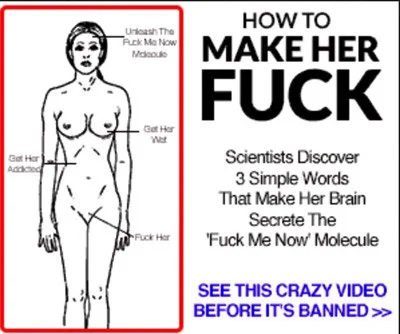 Unleash The
Fuck Me Now
Molecule
Get Her
Wet
Get Her
Addicted
Fuck Her
HOW TO
MAKE HER
FUCK
Scientists Discover
3 Simple Words
That Make Her Brain
Secrete The
'Fuck Me Now' Molecule
SEE THIS CRAZY VIDEO
BEFORE IT'S BANNED >>